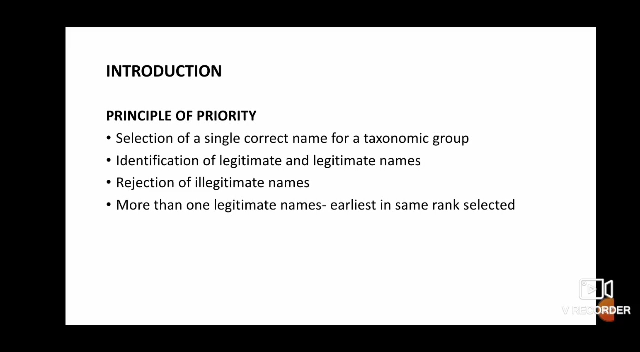 INTRODUCTION
PRINCIPLE OF PRIORITY
• Selection of a single correct name for a taxonomic group
• Identification of legitimate and legitimate names
• Rejection of illegitimate names
• More than one legitimate names- earliest in same rank selected
V RECORDER